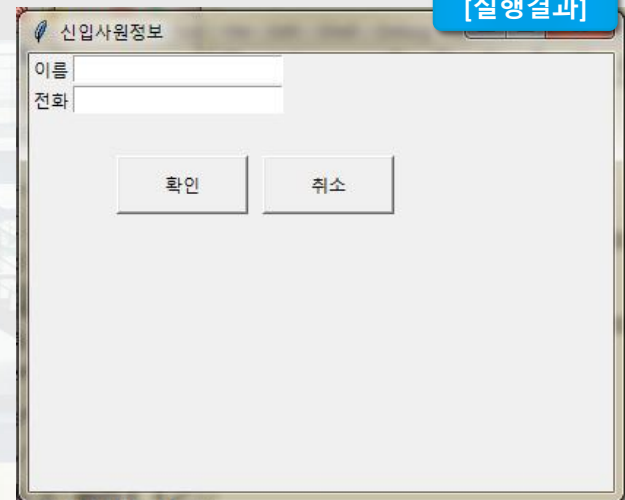 [실행결과]
신입사원정보
이름
전화
확인 취소